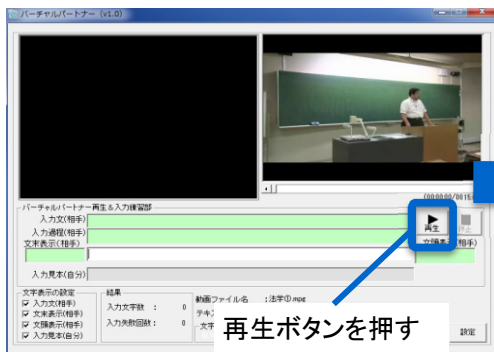 バーチャルパートナー (v1.0)
(00:00:00/00:15:
バーチャルパートナー再生&入力練習部
入力文(相手)
入力過程(相手)
文末表示(相手)
再生
文頭表示(相手)
入力見本(自分)
文字表示の設定
入力文(相手)
文末表示(相手)
文頭表示(相手)
入力見本(自分)
結果
入力文字数 : 0
入力失敗回数: 0
動画ファイル名 :法学①.mpg
テキス
文字
設定
再生ボタンを押す